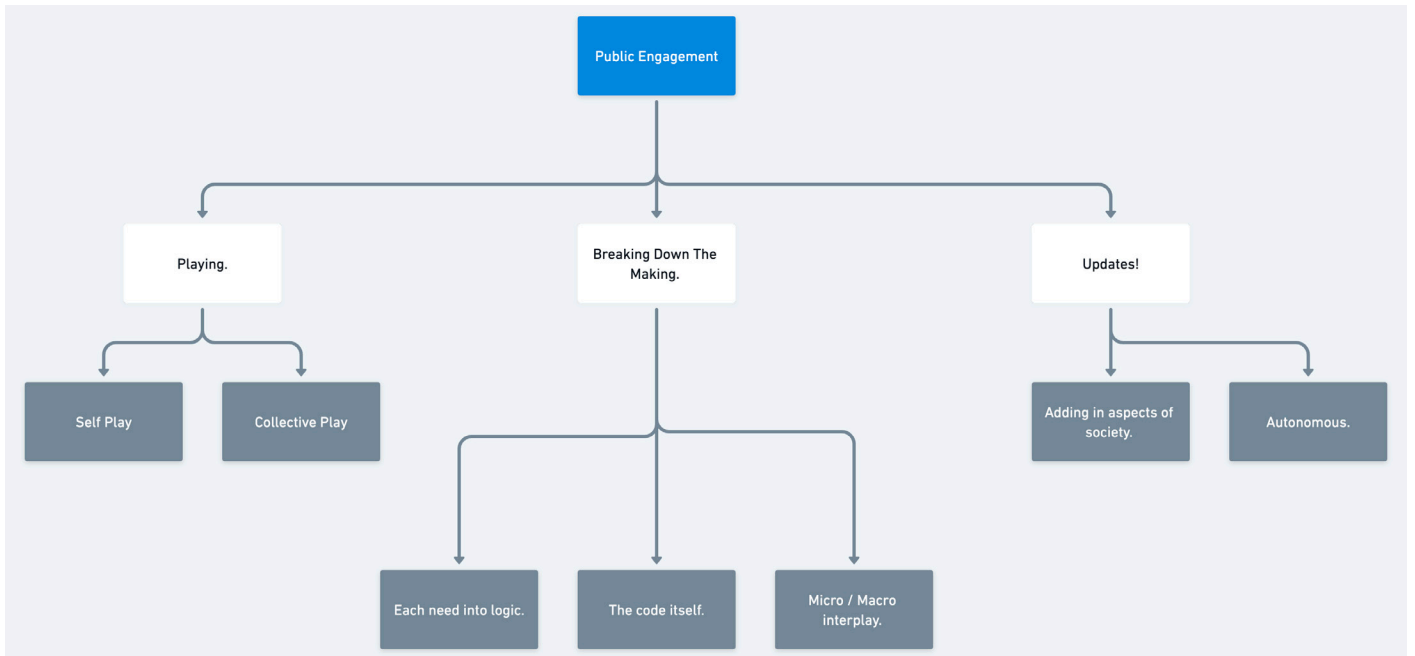 Public Engagement
Playing.
Breaking Down The
Making.
Updates!
Self Play
Collective Play
Adding in aspects of
society.
Autonomous.
Each need into logic.
The code itself.
Micro / Macro
interplay.